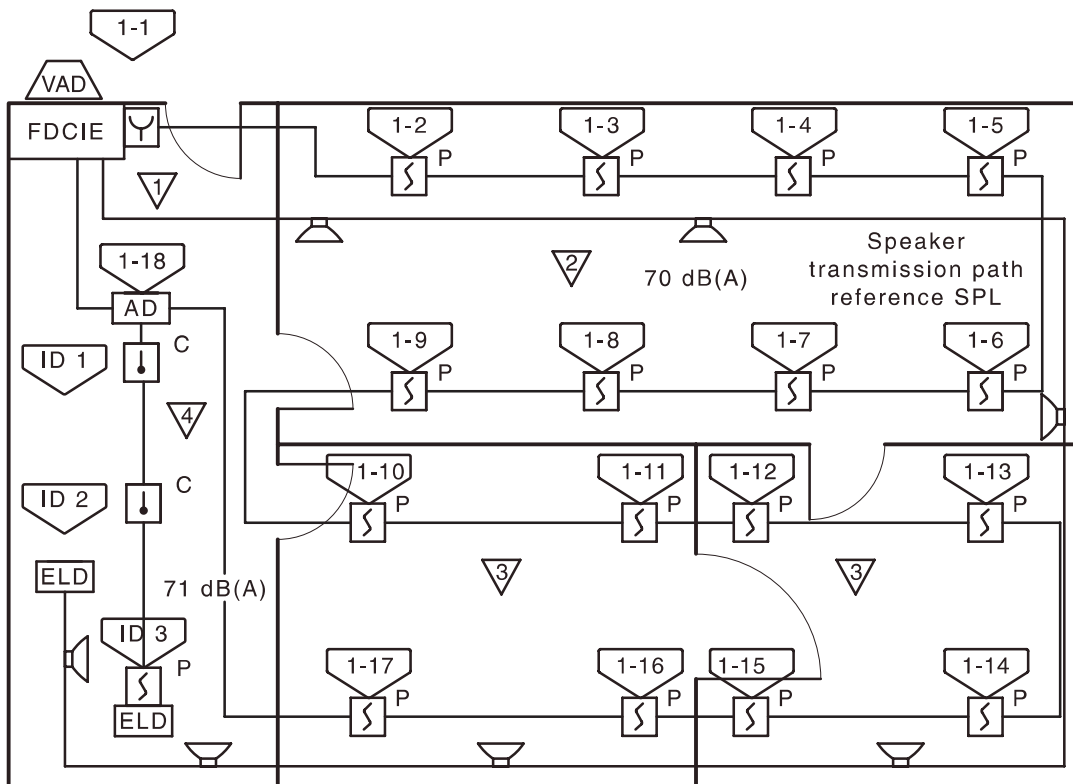 1-1
VAD
FDCIE
1-2
1-3
1-4
1-5
P
P
P
P
1
1-18
AD
2
70 dB(A)
Speaker
transmission path
reference SPL
ID 1
C
1-9
1-8
1-7
1-6
P
P
P
P
4
ID 2
C
1-10
1-11
1-12
1-13
P
P
P
P
ELD
71 dB(A)
3
3
ID 3
P
ELD
1-17
1-16
1-15
1-14
P
P
P
P